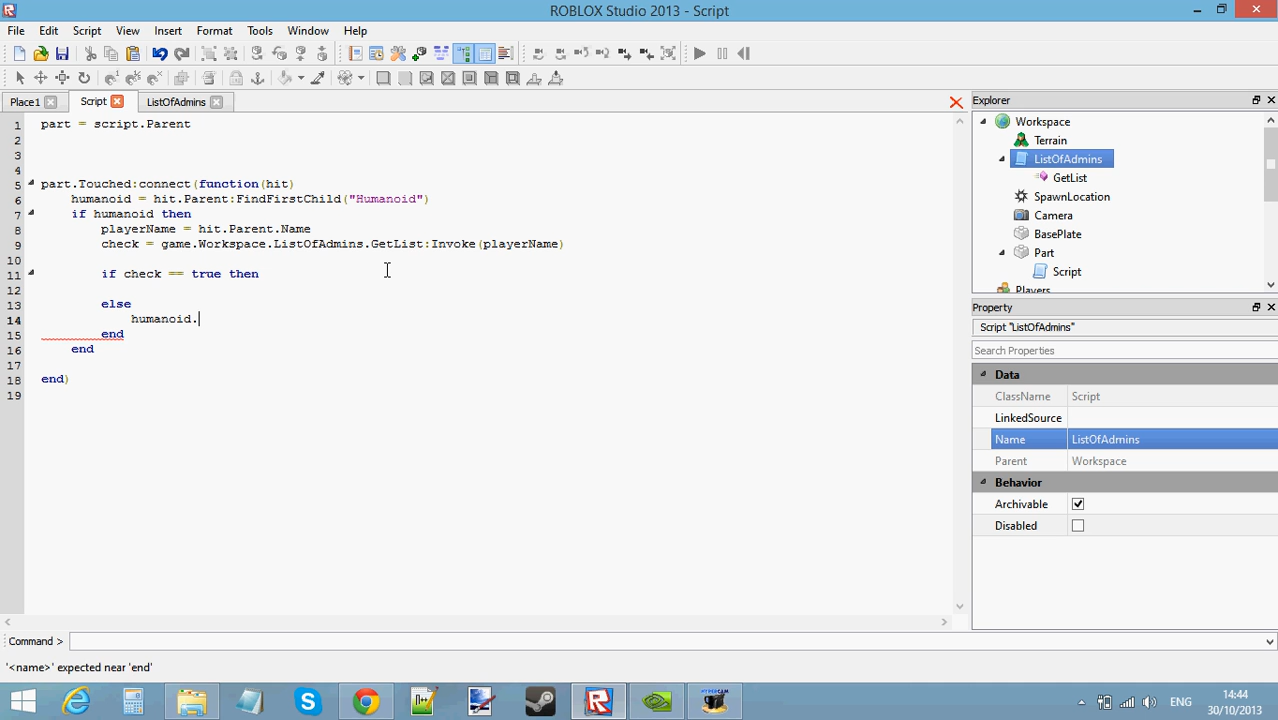 ROBLOX Studio 2013 - Script
File Edit Script View Insert Format Tools Window Help
Place1 Script ListOfAdmins
1 part = script.Parent
2
3
4
5 part.Touched:connect(function(hit)
6 humanoid = hit.Parent:FindFirstChild("Humanoid")
7 if humanoid then
8 playerName = hit.Parent.Name
9 check = game.Workspace.ListOfAdmins.GetList:Invoke(playerName)
10
11 if check == true then
12
13 else
14 humanoid.
15 end
16 end
17
18 end)
19
Explorer
Workspace
Terrain
ListOfAdmins
GetList
SpawnLocation
Camera
BasePlate
Part
Script
Players
Property
Script "ListOfAdmins"
Search Properties
Data
ClassName Script
LinkedSource
Name ListOfAdmins
Parent Workspace
Behavior
Archivable
Disabled
Command >
'<name>' expected near 'end'
HYPERCAM
ENG
14:44
30/10/2013